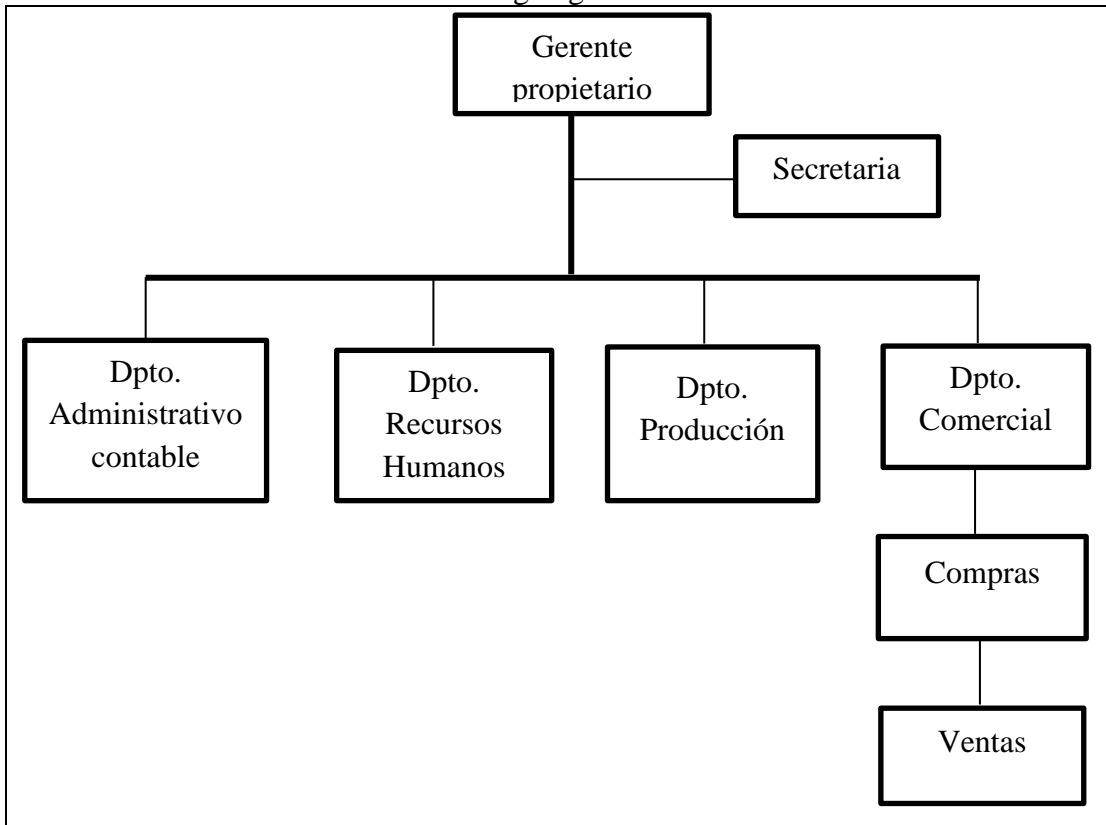 Gerente
propietario
Secretaria
Dpto.
Administrativo
contable
Dpto.
Recursos
Humanos
Dpto.
Producción
Dpto.
Comercial
Compras
Ventas